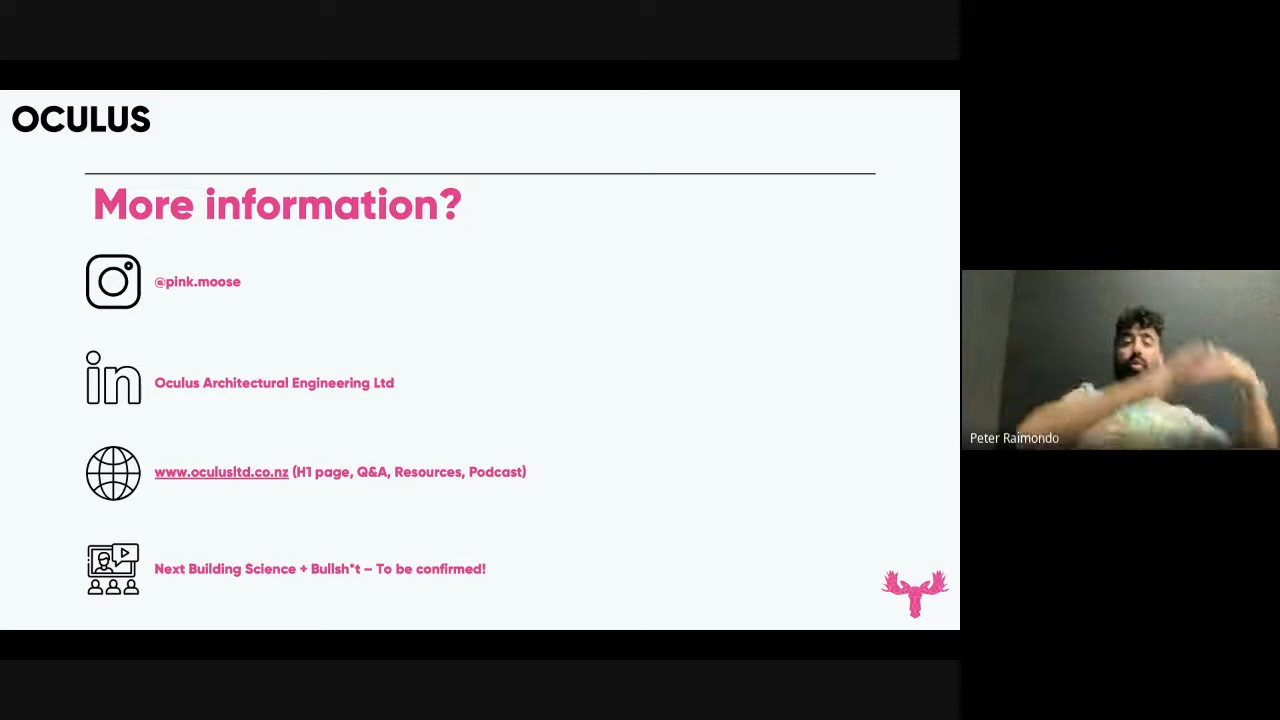 OCULUS
More information?
@pink.moose
Oculus Architectural Engineering Ltd
www.oculusltd.co.nz (H1 page, Q&A, Resources, Podcast)
Next Building Science + Bullsh*t – To be confirmed!
Peter Raimondo